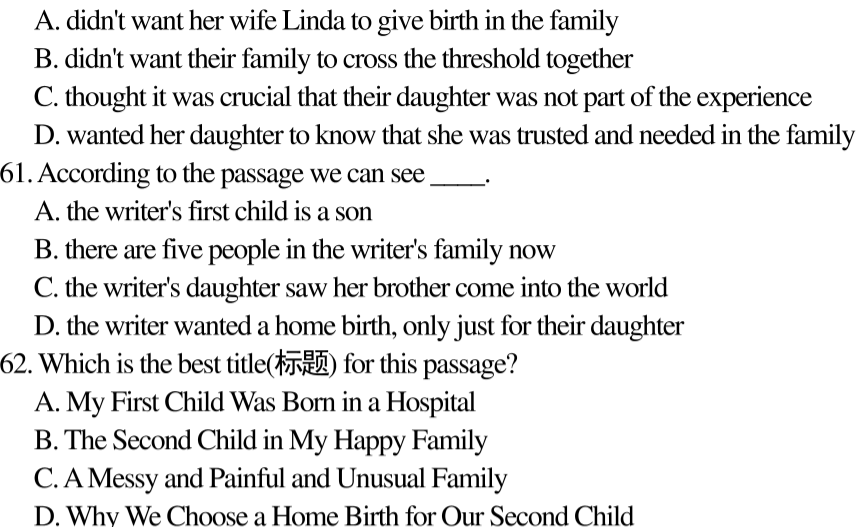 A. didn't want her wife Linda to give birth in the family
B. didn't want their family to cross the threshold together
C. thought it was crucial that their daughter was not part of the experience
D. wanted her daughter to know that she was trusted and needed in the family
61. According to the passage we can see ____.
A. the writer's first child is a son
B. there are five people in the writer's family now
C. the writer's daughter saw her brother come into the world
D. the writer wanted a home birth, only just for their daughter
62. Which is the best title(标题) for this passage?
A. My First Child Was Born in a Hospital
B. The Second Child in My Happy Family
C. A Messy and Painful and Unusual Family
D. Why We Choose a Home Birth for Our Second Child